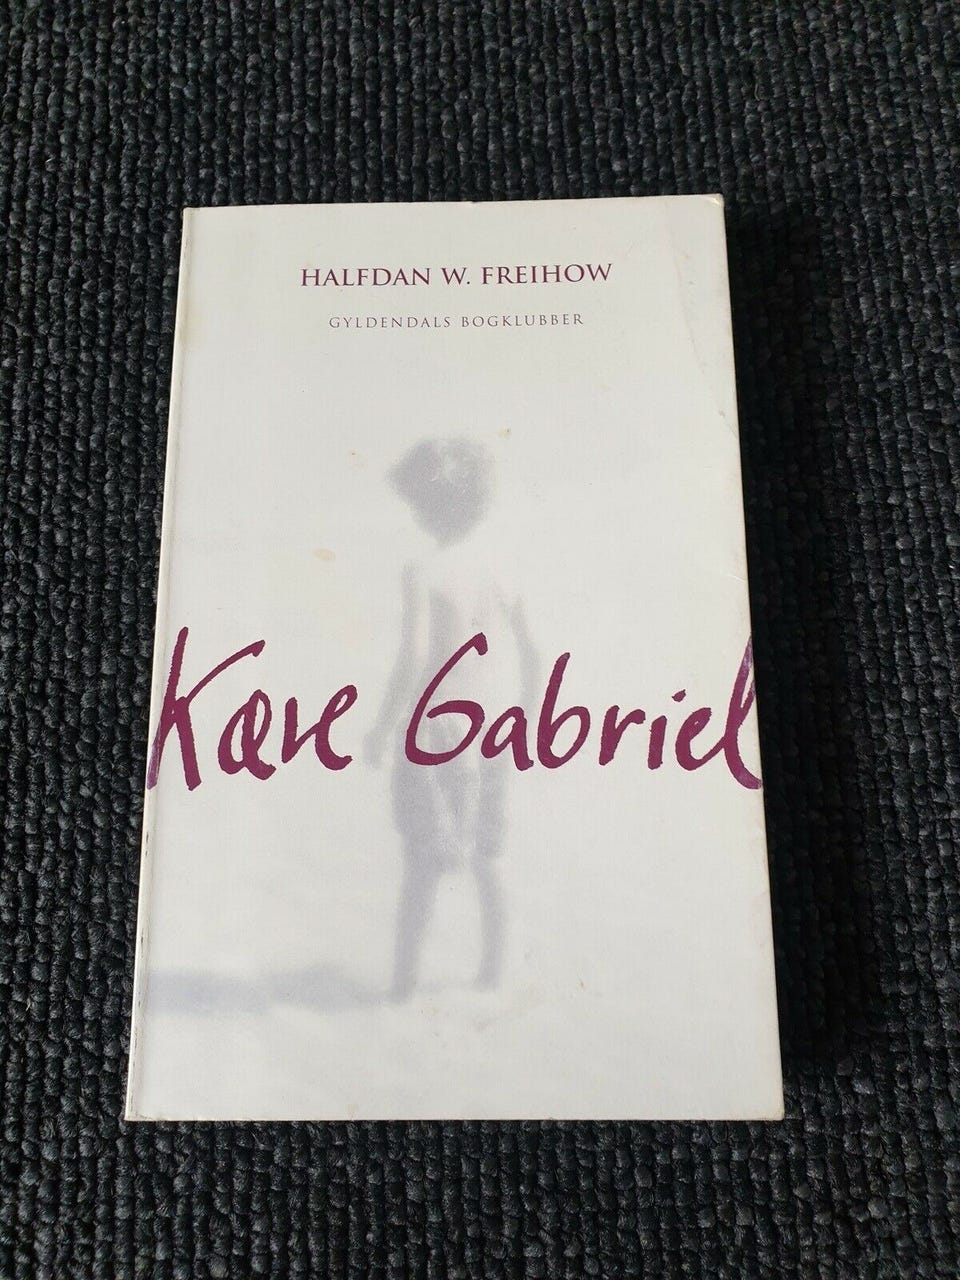 HALFDAN W. FREIHOW
GYLDENDALS BOGKLUBBER
Kære Gabriel